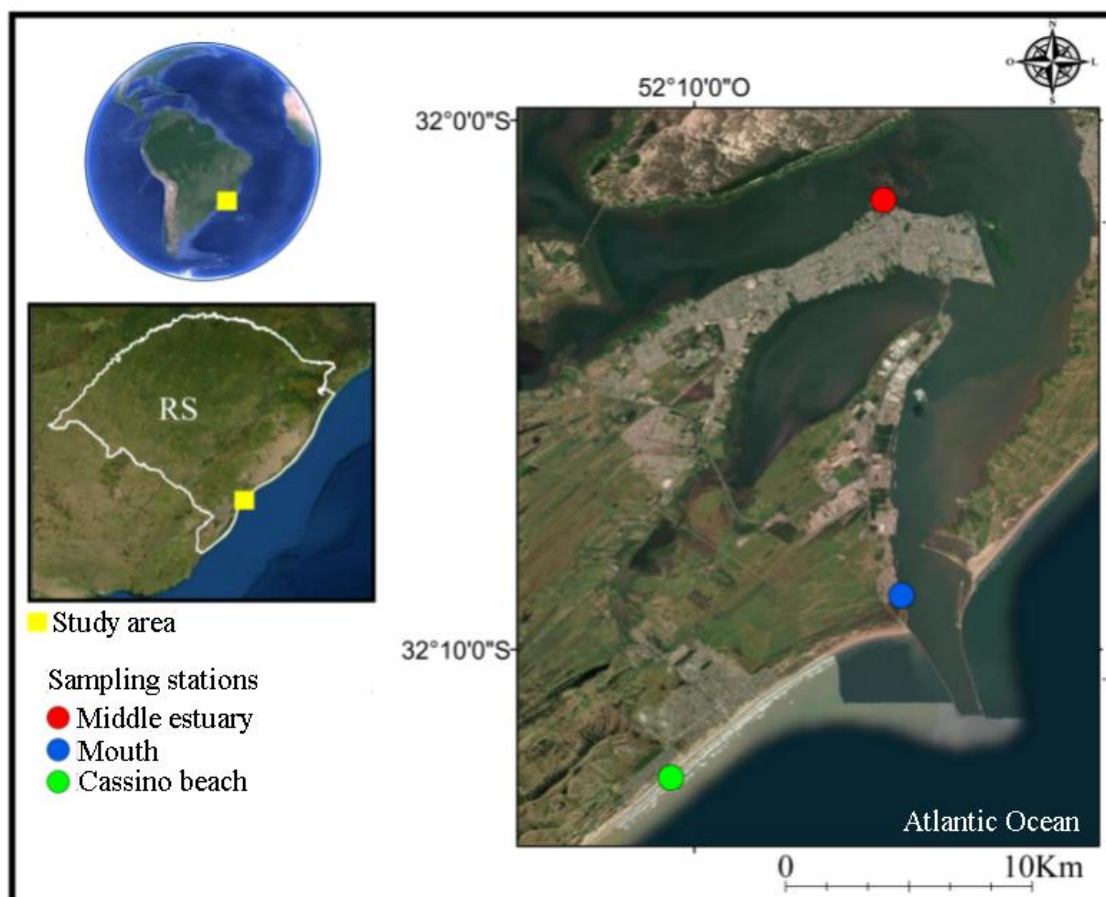 N
O
L
S
52°10'0"O
32°0'0"S
RS
32°10'0"S
Study area
Sampling stations
Middle estuary
Mouth
Cassino beach
Atlantic Ocean
0
10Km